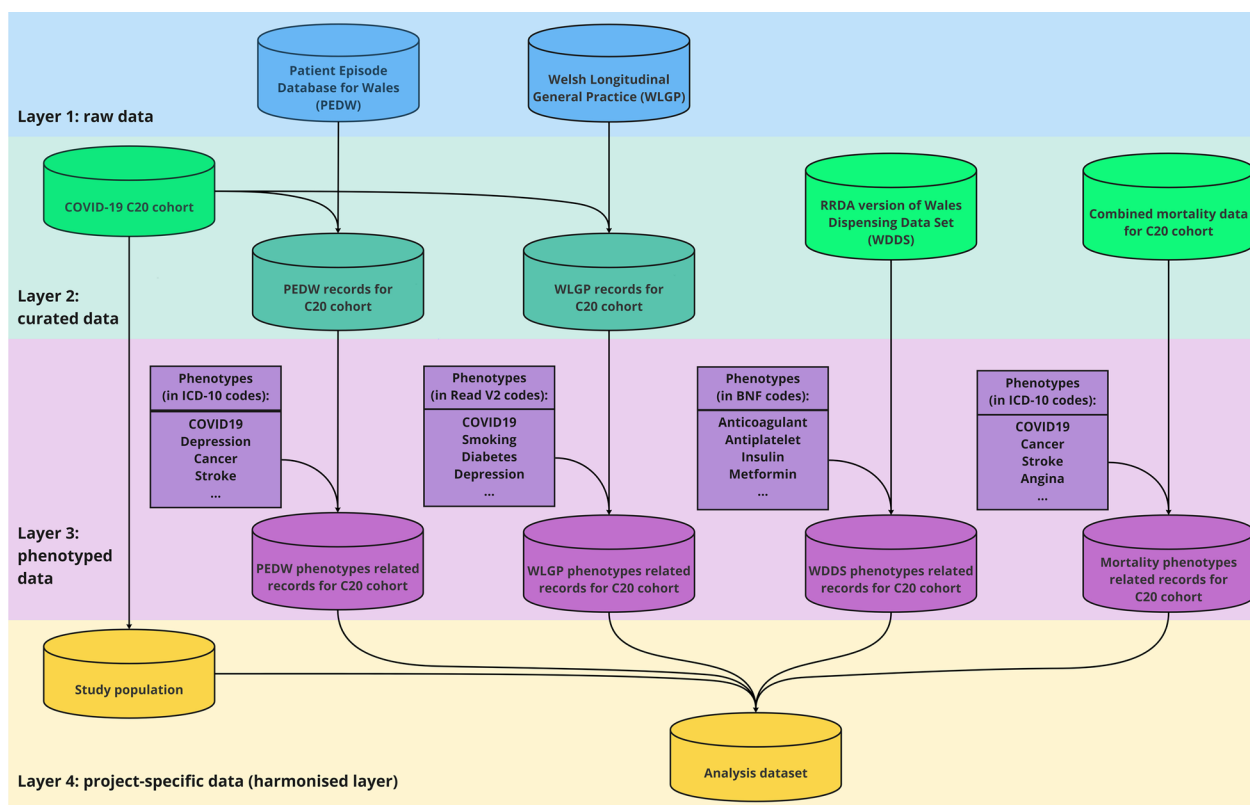 Patient Episode
Database for Wales
(PEDW)
Welsh Longitudinal
General Practice (WLGP)
Layer 1: raw data
COVID-19 C20 cohort
RRDA version of Wales
Dispensing Data Set
(WDDS)
Combined mortality data
for C20 cohort
PEDW records for
C20 cohort
WLGP records for
C20 cohort
Layer 2:
curated data
Phenotypes
(in ICD-10 codes):
COVID19
Depression
Cancer
Stroke
...
Phenotypes
(in Read V2 codes):
COVID19
Smoking
Diabetes
Depression
...
Phenotypes
(in BNF codes):
Anticoagulant
Antiplatelet
Insulin
Metformin
...
Phenotypes
(in ICD-10 codes):
COVID19
Cancer
Stroke
Angina
...
Layer 3:
phenotyped
data
PEDW phenotypes related
records for C20 cohort
WLGP phenotypes related
records for C20 cohort
WDDS phenotypes related
records for C20 cohort
Mortality phenotypes
related records for
C20 cohort
Study population
Analysis dataset
Layer 4: project-specific data (harmonised layer)